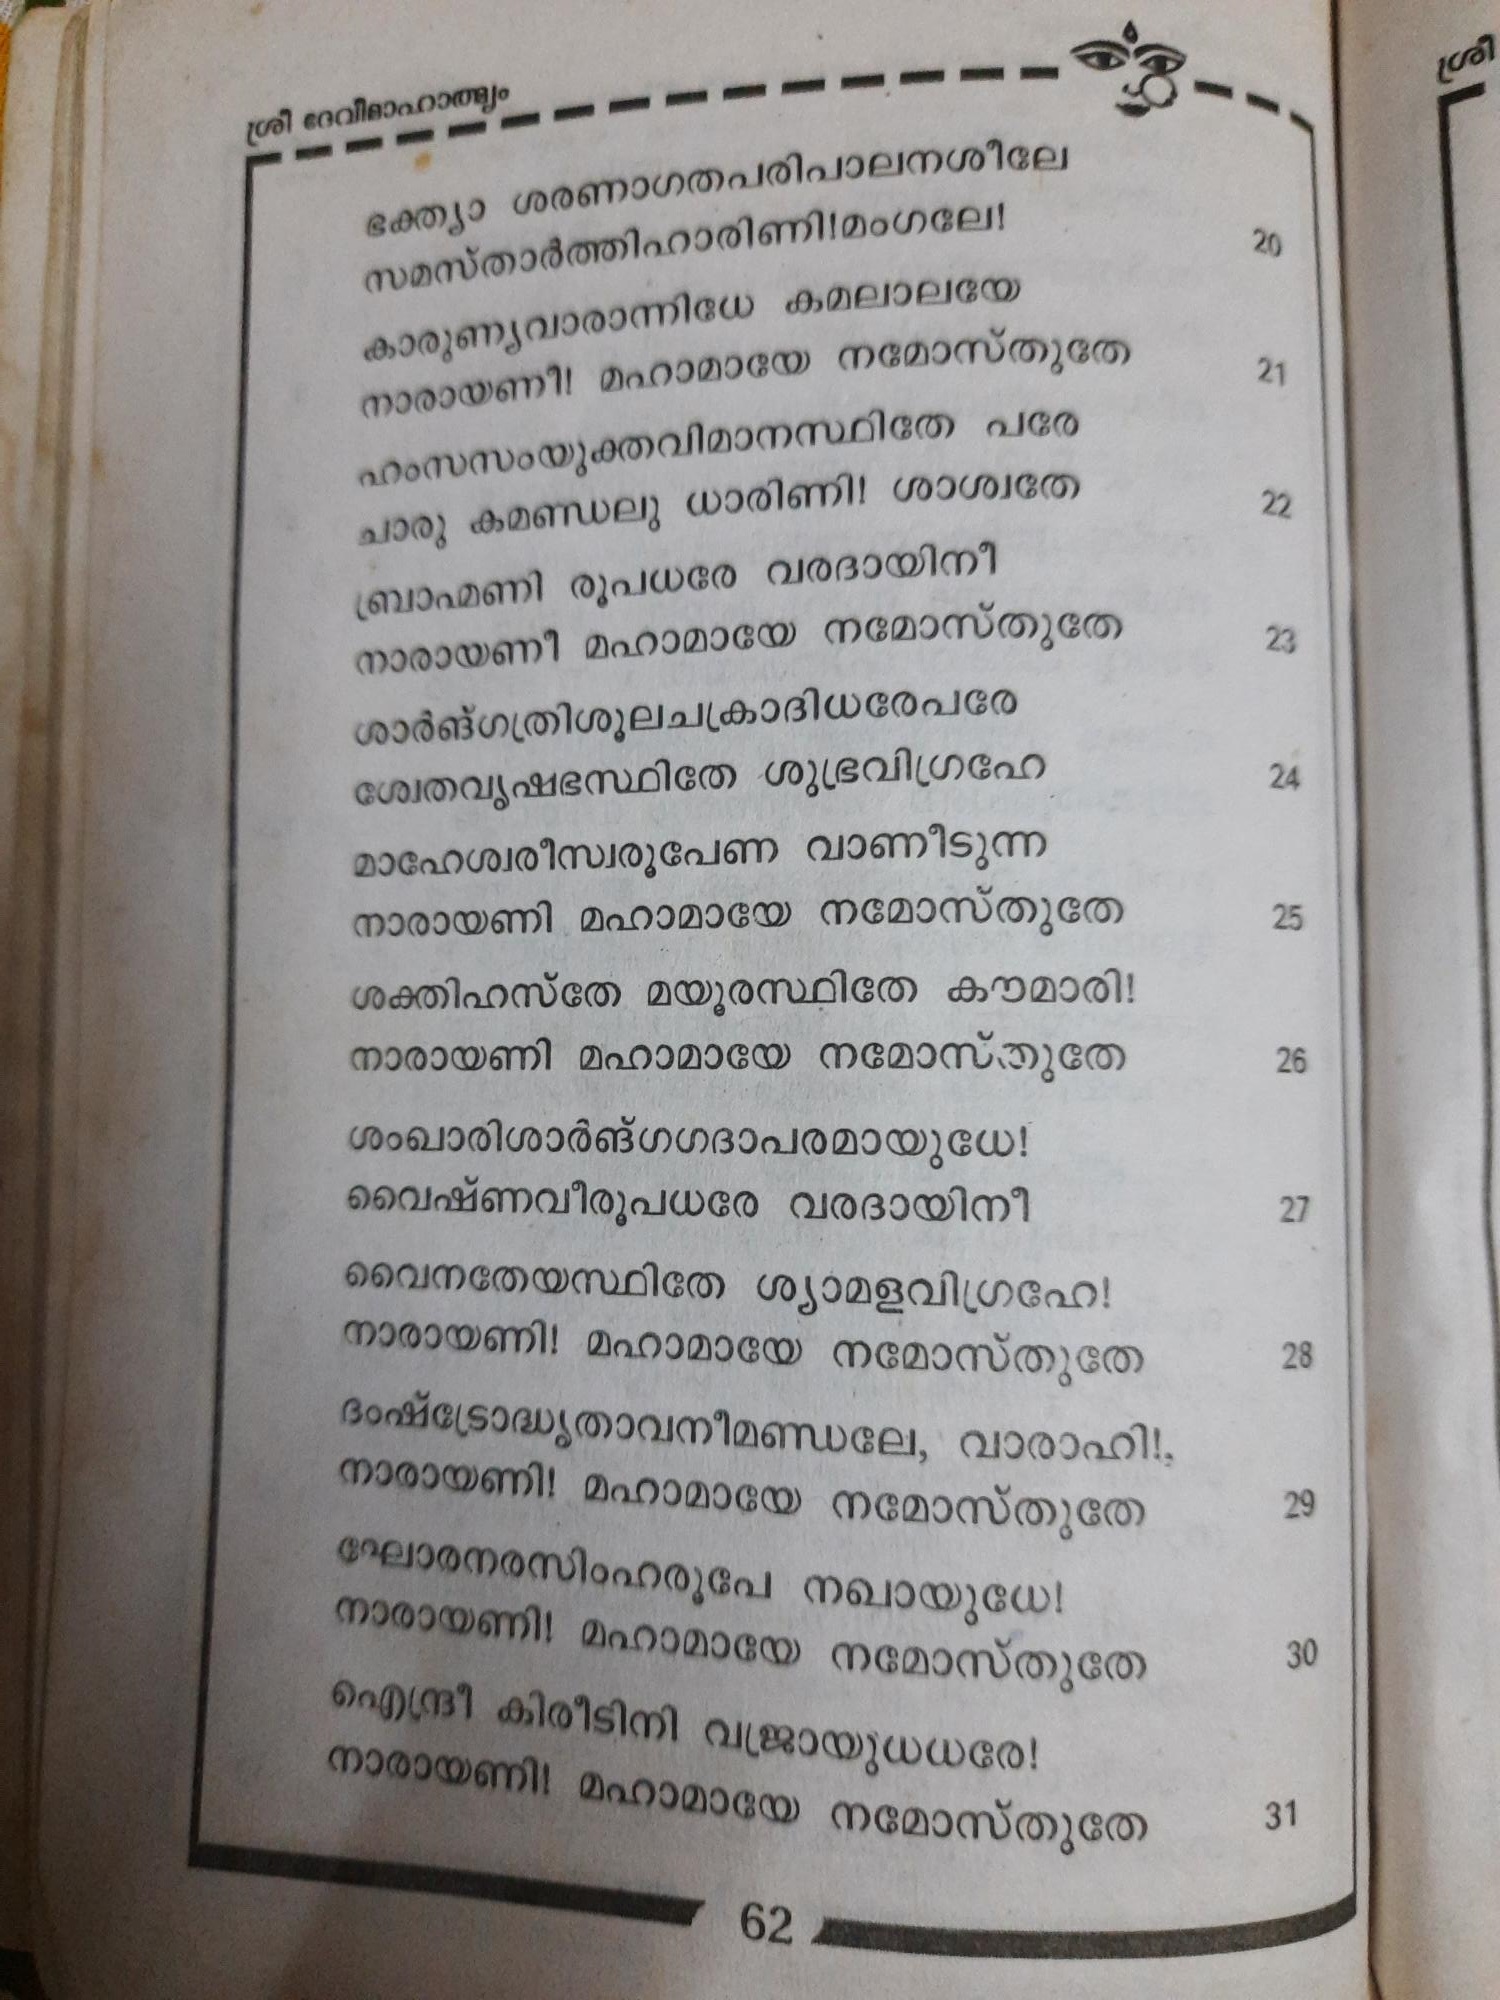 ശ്രീ ദേവീമാഹാത്മ്യം
ഭക്ത്യാ ശരണാഗതപരിപാലനശീലേ
സമസ്താർത്തിഹാരിണി!മംഗലേ! 20
കാരുണ്യവാരാന്നിധേ കമലാലയേ
നാരായണീ! മഹാമായേ നമോസ്തുതേ 21
ഹംസസംയുക്തവിമാനസ്ഥിതേ പരേ
ചാരു കമണ്ഡലു ധാരിണി! ശാശ്വതേ 22
ബ്രാഹ്മണി രൂപധരേ വരദായിനീ
നാരായണീ മഹാമായേ നമോസ്തുതേ 23
ശാർങ്ഗത്രിശൂലചക്രാദിധരേപരേ
ശ്വേതവൃഷഭസ്ഥിതേ ശുഭ്രവിഗ്രഹേ 24
മാഹേശ്വരീസ്വരൂപേണ വാണീടുന്ന
നാരായണി മഹാമായേ നമോസ്തുതേ 25
ശക്തിഹസ്തേ മയൂരസ്ഥിതേ കൗമാരി!
നാരായണി മഹാമായേ നമോസ്തുതേ 26
ശംഖാരിശാർങ്ഗഗദാപരമായുധേ!
വൈഷ്ണവീരൂപധരേ വരദായിനീ 27
വൈനതേയസ്ഥിതേ ശ്യാമളവിഗ്രഹേ!
നാരായണി! മഹാമായേ നമോസ്തുതേ 28
ദംഷ്ട്രോദ്ധൃതാവനീമണ്ഡലേ, വാരാഹി!,
നാരായണി! മഹാമായേ നമോസ്തുതേ 29
ഘോരനരസിംഹരൂപേ നഖായുധേ!
നാരായണി! മഹാമായേ നമോസ്തുതേ 30
ഐന്ദ്രീ കിരീടിനി വജ്രായുധധരേ!
നാരായണി! മഹാമായേ നമോസ്തുതേ 31
62
ശ്രീ